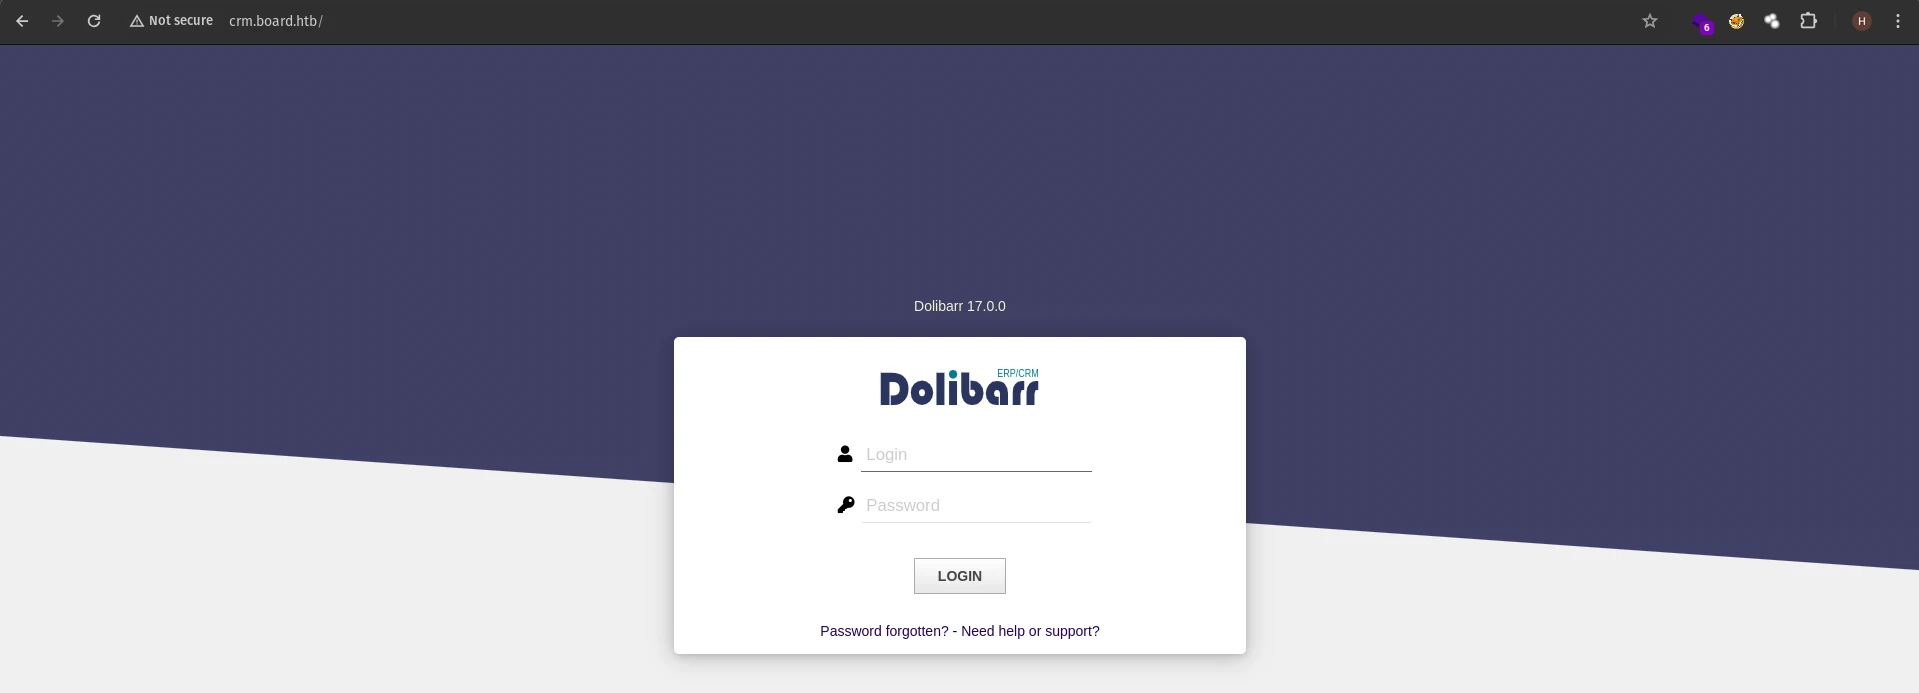 Not secure crm.board.htb/
6
H
Dolibarr 17.0.0
ERP/CRM
Dolibarr
Login
Password
LOGIN
Password forgotten? - Need help or support?